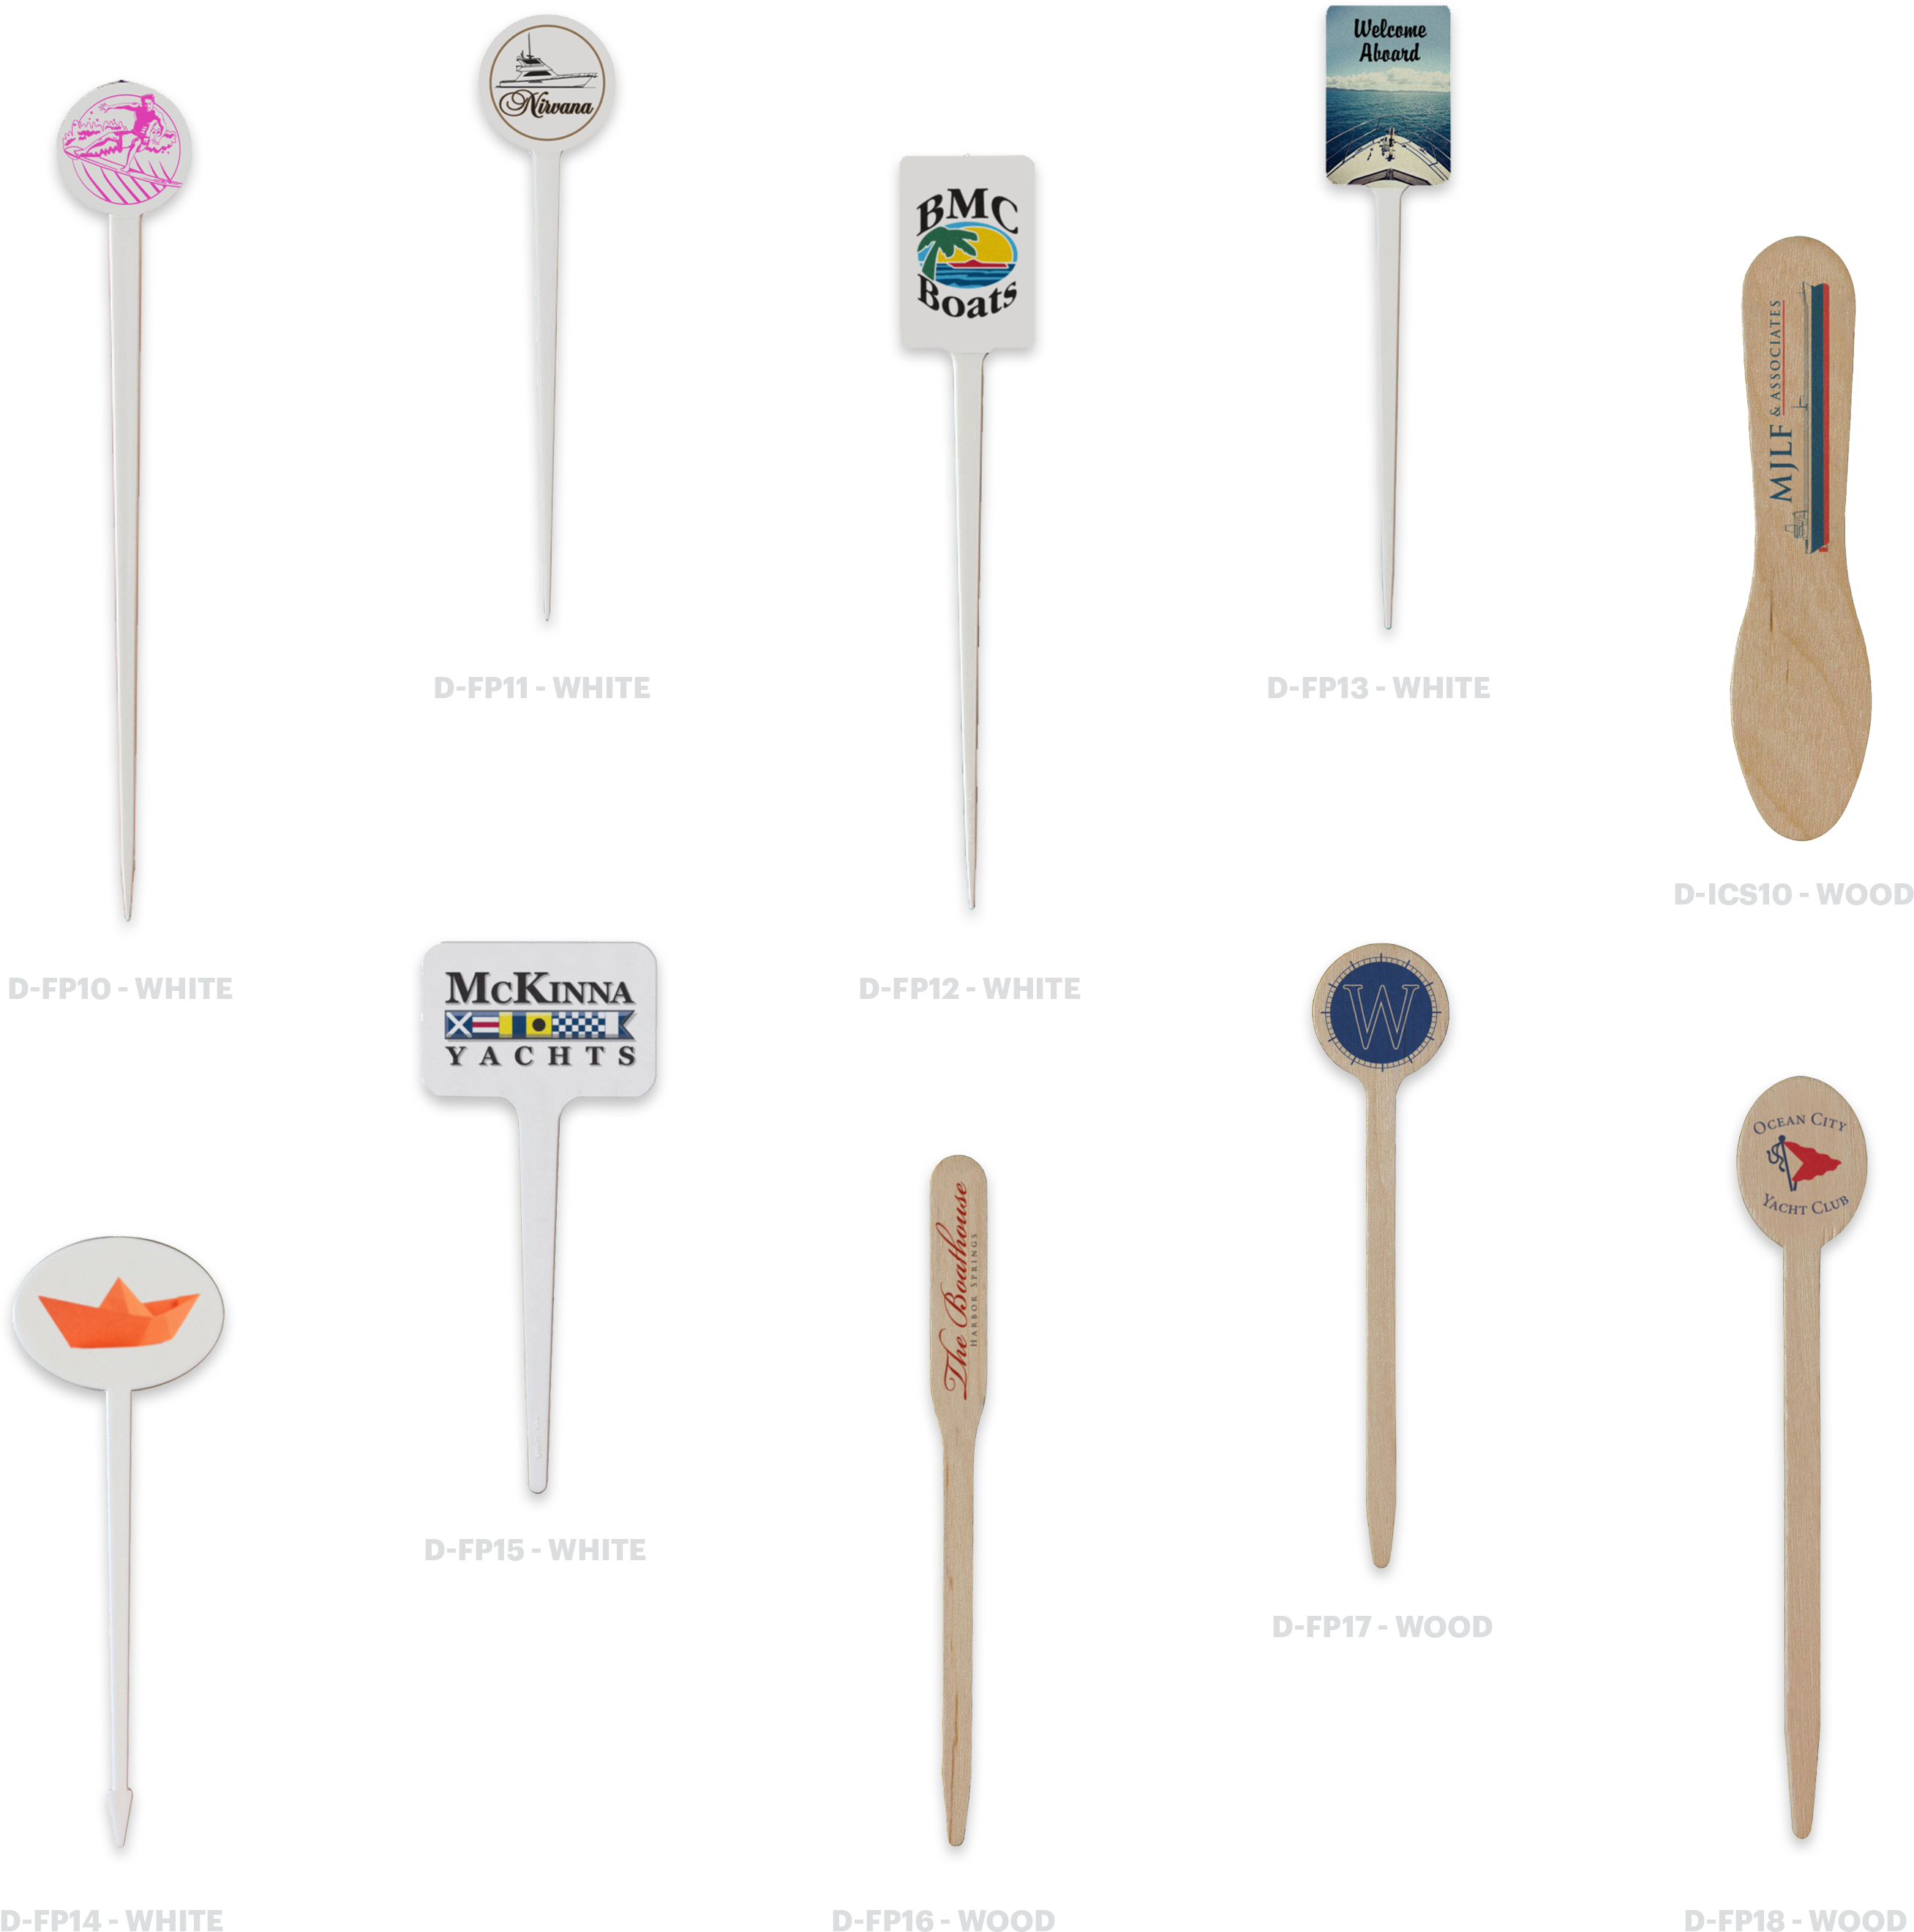 Nirvana
Welcome
Aboard
BMC
Boats
MJLF & ASSOCIATES
D-FP11 - WHITE
D-FP13 - WHITE
D-ICS10 - WOOD
D-FP10 - WHITE
D-FP12 - WHITE
McKINNA
YACHTS
W
OCEAN CITY
YACHT CLUB
The Boathouse
HARBOR SPRINGS
D-FP15 - WHITE
D-FP17 - WOOD
D-FP14 - WHITE
D-FP16 - WOOD
D-FP18 - WOOD